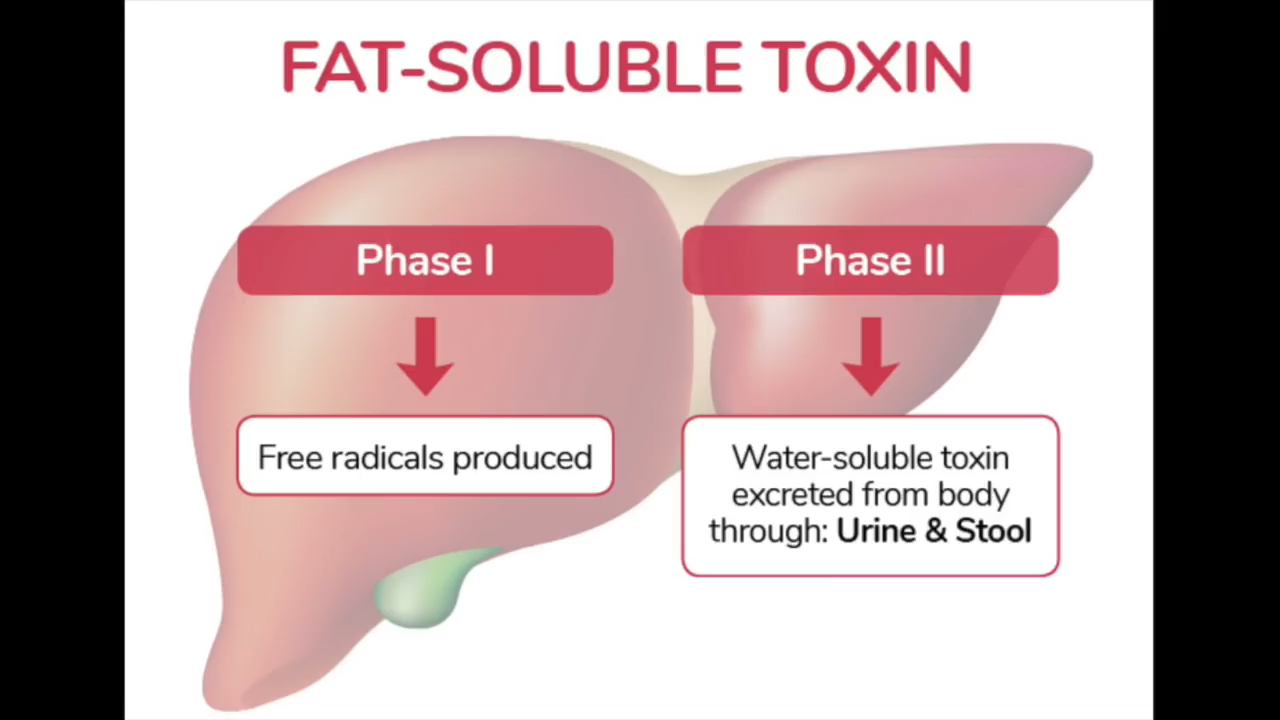 FAT-SOLUBLE TOXIN
Phase I
Free radicals produced
Phase II
Water-soluble toxin
excreted from body
through: Urine & Stool